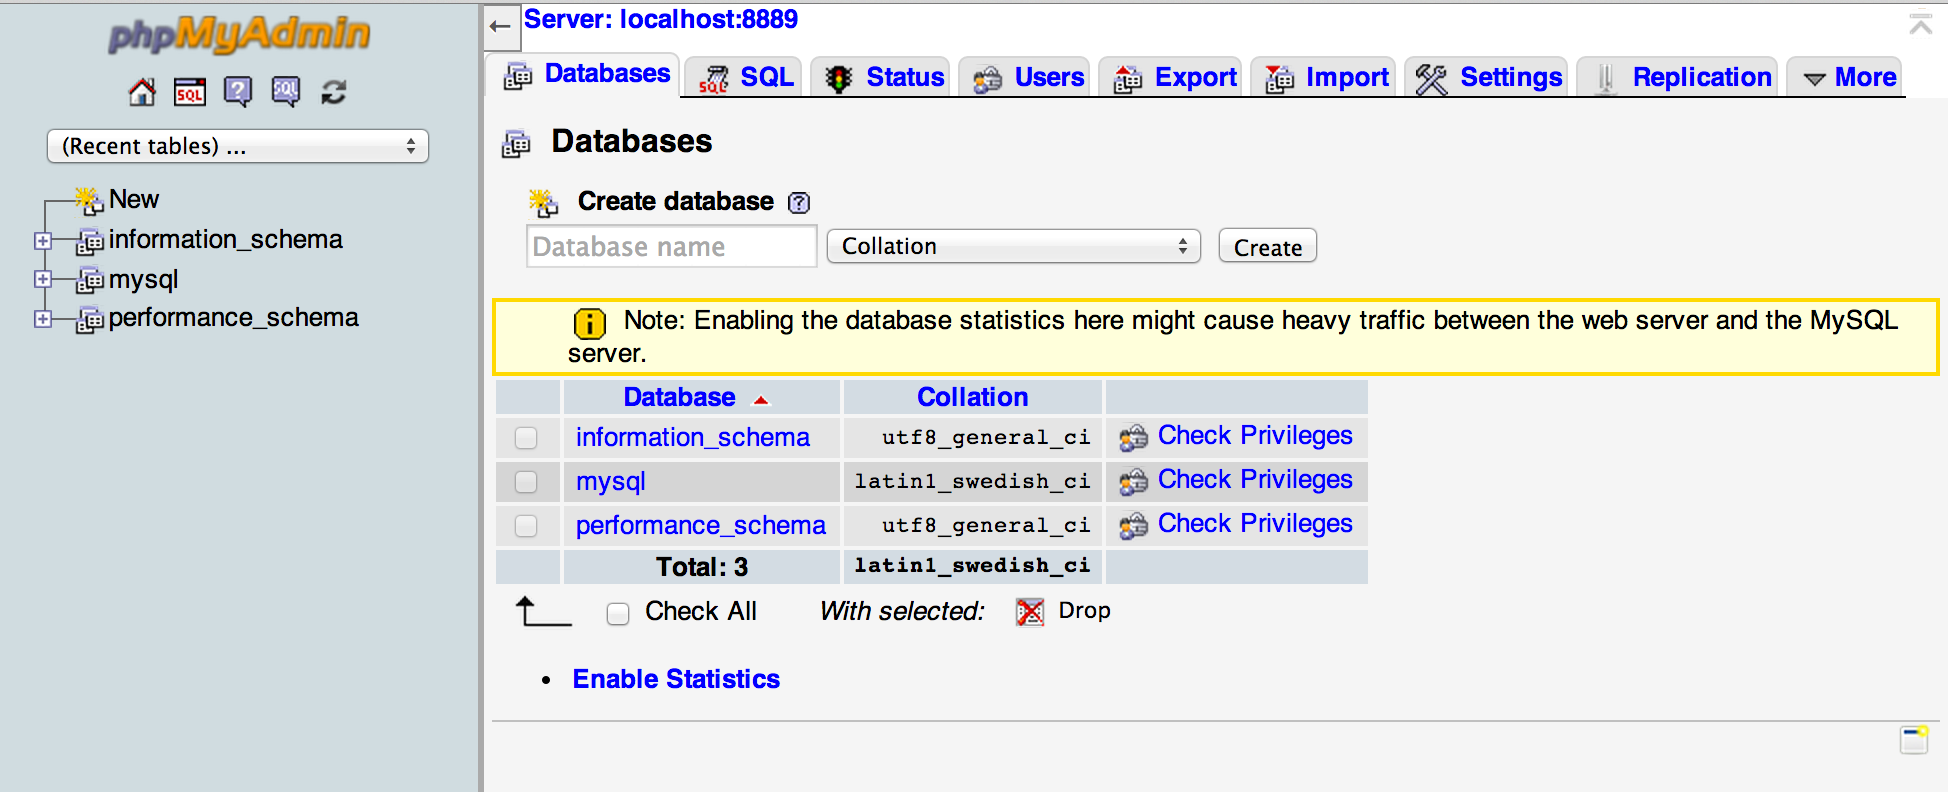 phpMyAdmin
SQL
SQL
(Recent tables) ...
New
information_schema
mysql
performance_schema
Server: localhost:8889
Databases SQL Status Users Export Import Settings Replication More
Databases
Create database
Database name Collation Create
Note: Enabling the database statistics here might cause heavy traffic between the web server and the MySQL
server.
Database Collation
information_schema utf8_general_ci Check Privileges
mysql latin1_swedish_ci Check Privileges
performance_schema utf8_general_ci Check Privileges
Total: 3 latin1_swedish_ci
Check All With selected: Drop
• Enable Statistics